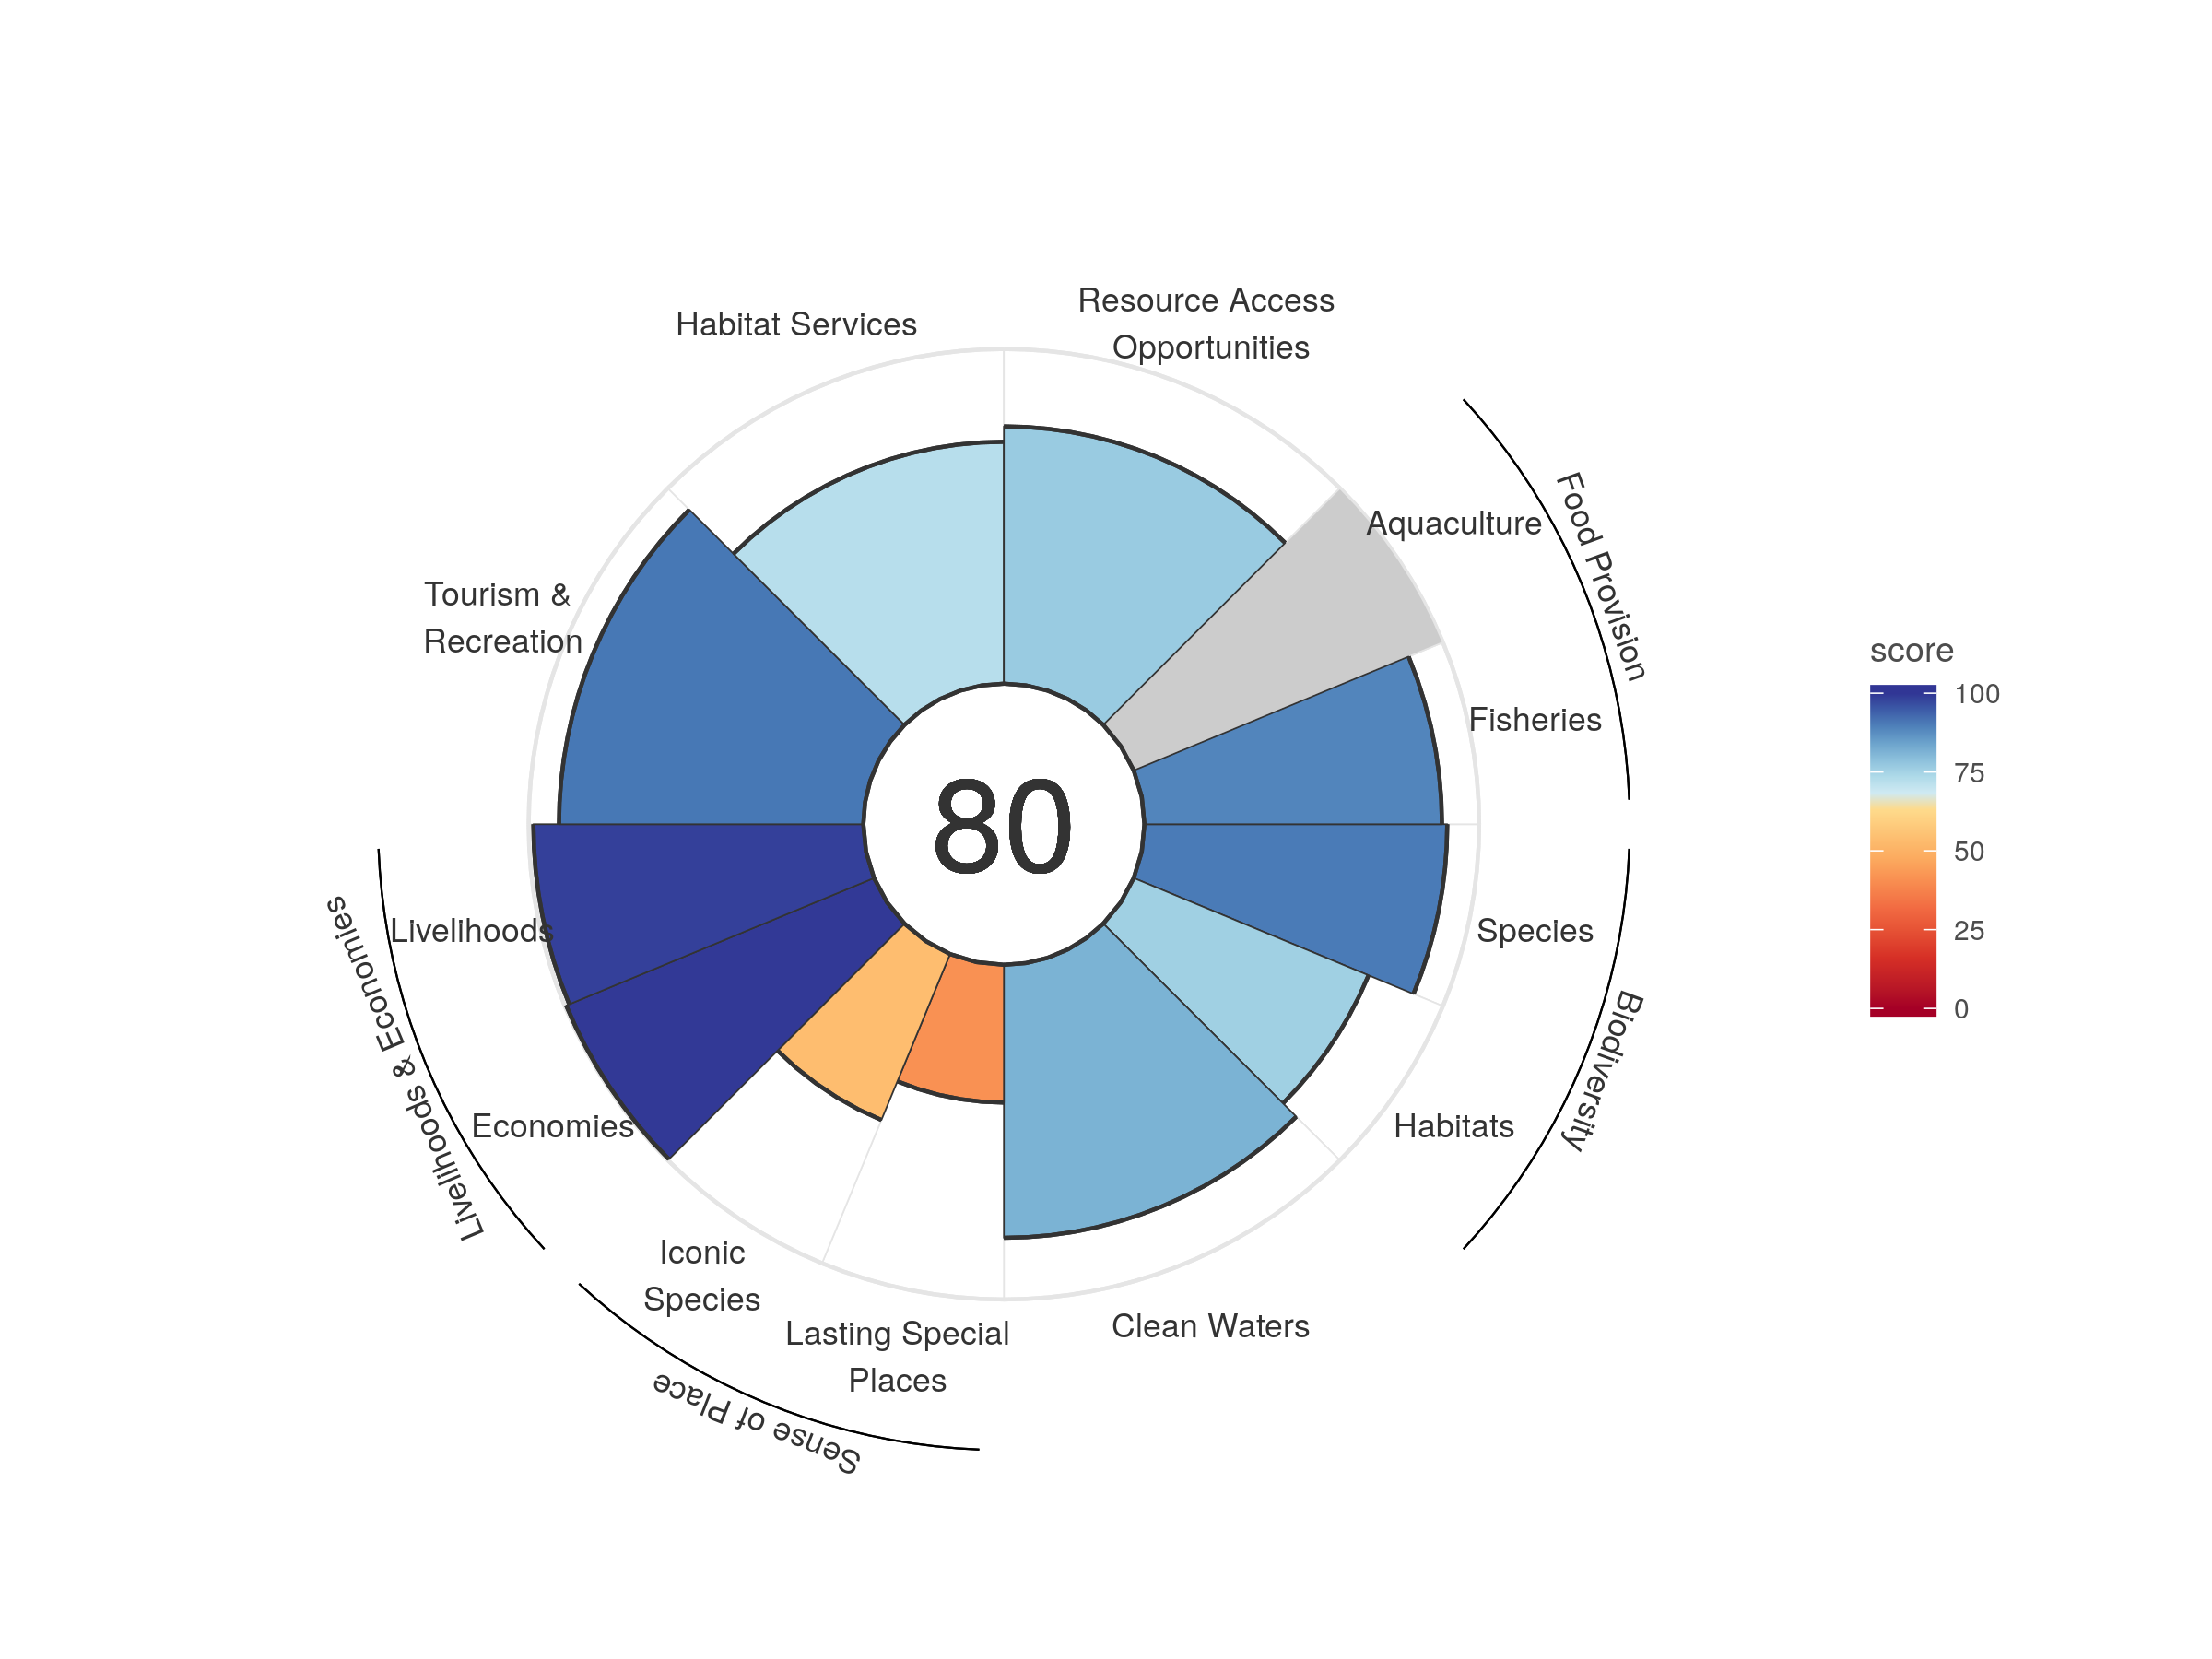 Resource Access
Opportunities
Habitat Services
Aquaculture
Food Provision
Tourism &
Recreation
Fisheries
score
100
75
50
25
0
80
Livelihoods
Species
Livelihoods & Economies
Economies
Habitats
Biodiversity
Iconic
Species
Lasting Special
Places
Clean Waters
Sense of Place